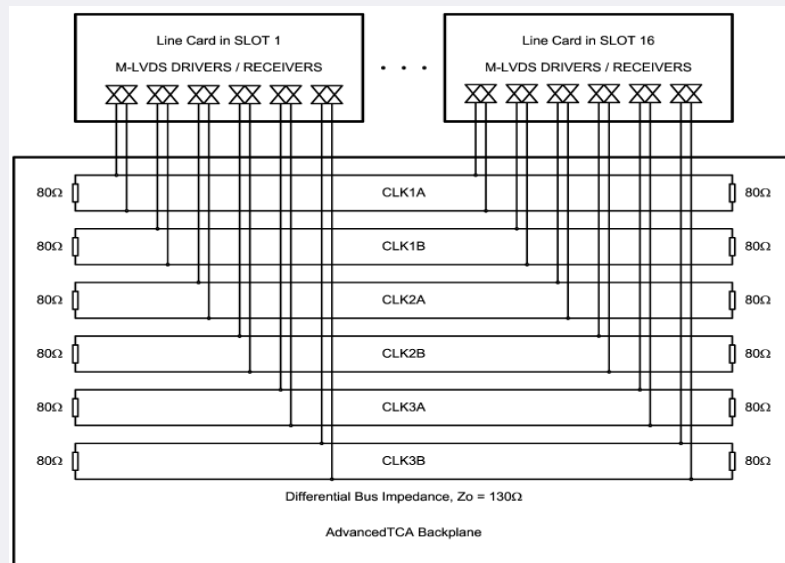 Line Card in SLOT 1
M-LVDS DRIVERS / RECEIVERS
. . .
Line Card in SLOT 16
M-LVDS DRIVERS / RECEIVERS
80Ω CLK1A 80Ω
80Ω CLK1B 80Ω
80Ω CLK2A 80Ω
80Ω CLK2B 80Ω
80Ω CLK3A 80Ω
80Ω CLK3B 80Ω
Differential Bus Impedance, Zo = 130Ω
AdvancedTCA Backplane